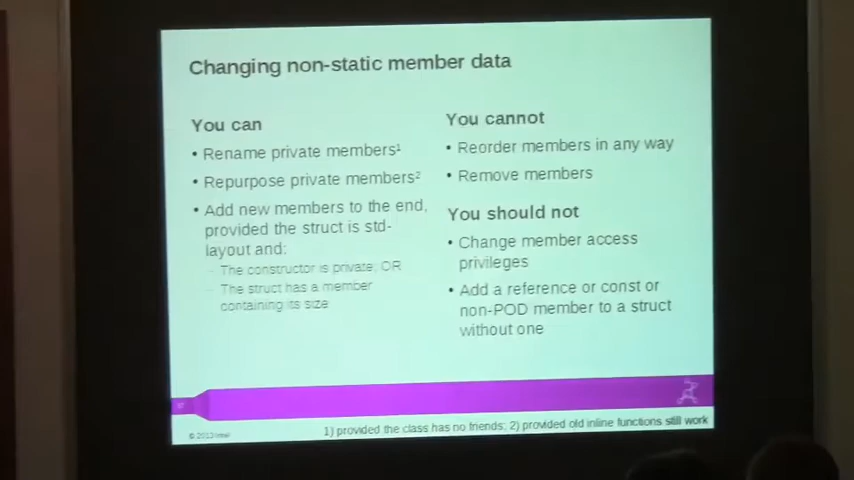 Changing non-static member data
You can
• Rename private members¹
• Repurpose private members²
• Add new members to the end,
provided the struct is std-
layout and:
– The constructor is private, OR
– The struct has a member
containing its size
You cannot
• Reorder members in any way
• Remove members
You should not
• Change member access
privileges
• Add a reference or const or
non-POD member to a struct
without one
1) provided the class has no friends; 2) provided old inline functions still work